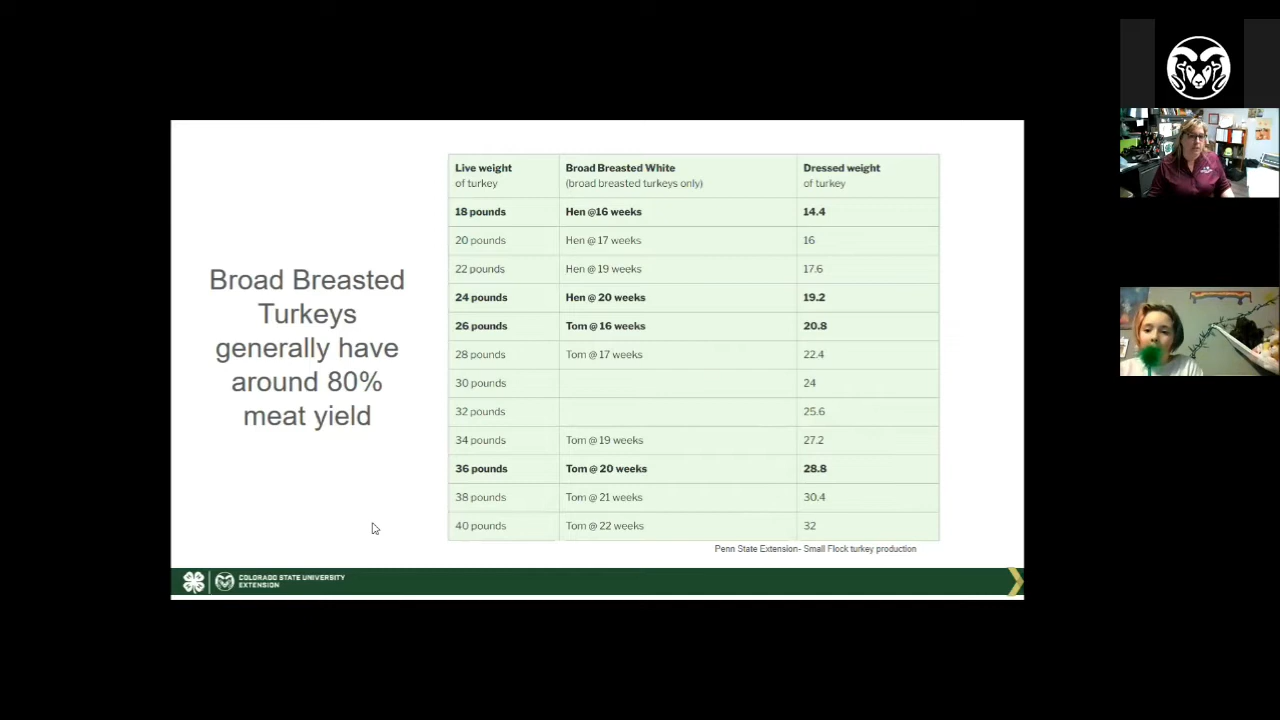 Broad Breasted
Turkeys
generally have
around 80%
meat yield
Live weight
of turkey
Broad Breasted White
(broad breasted turkeys only)
Dressed weight
of turkey
18 pounds Hen @16 weeks 14.4
20 pounds Hen @ 17 weeks 16
22 pounds Hen @ 19 weeks 17.6
24 pounds Hen @ 20 weeks 19.2
26 pounds Tom @ 16 weeks 20.8
28 pounds Tom @ 17 weeks 22.4
30 pounds 24
32 pounds 25.6
34 pounds Tom @ 19 weeks 27.2
36 pounds Tom @ 20 weeks 28.8
38 pounds Tom @ 21 weeks 30.4
40 pounds Tom @ 22 weeks 32
Penn State Extension- Small Flock turkey production
COLORADO STATE UNIVERSITY
EXTENSION